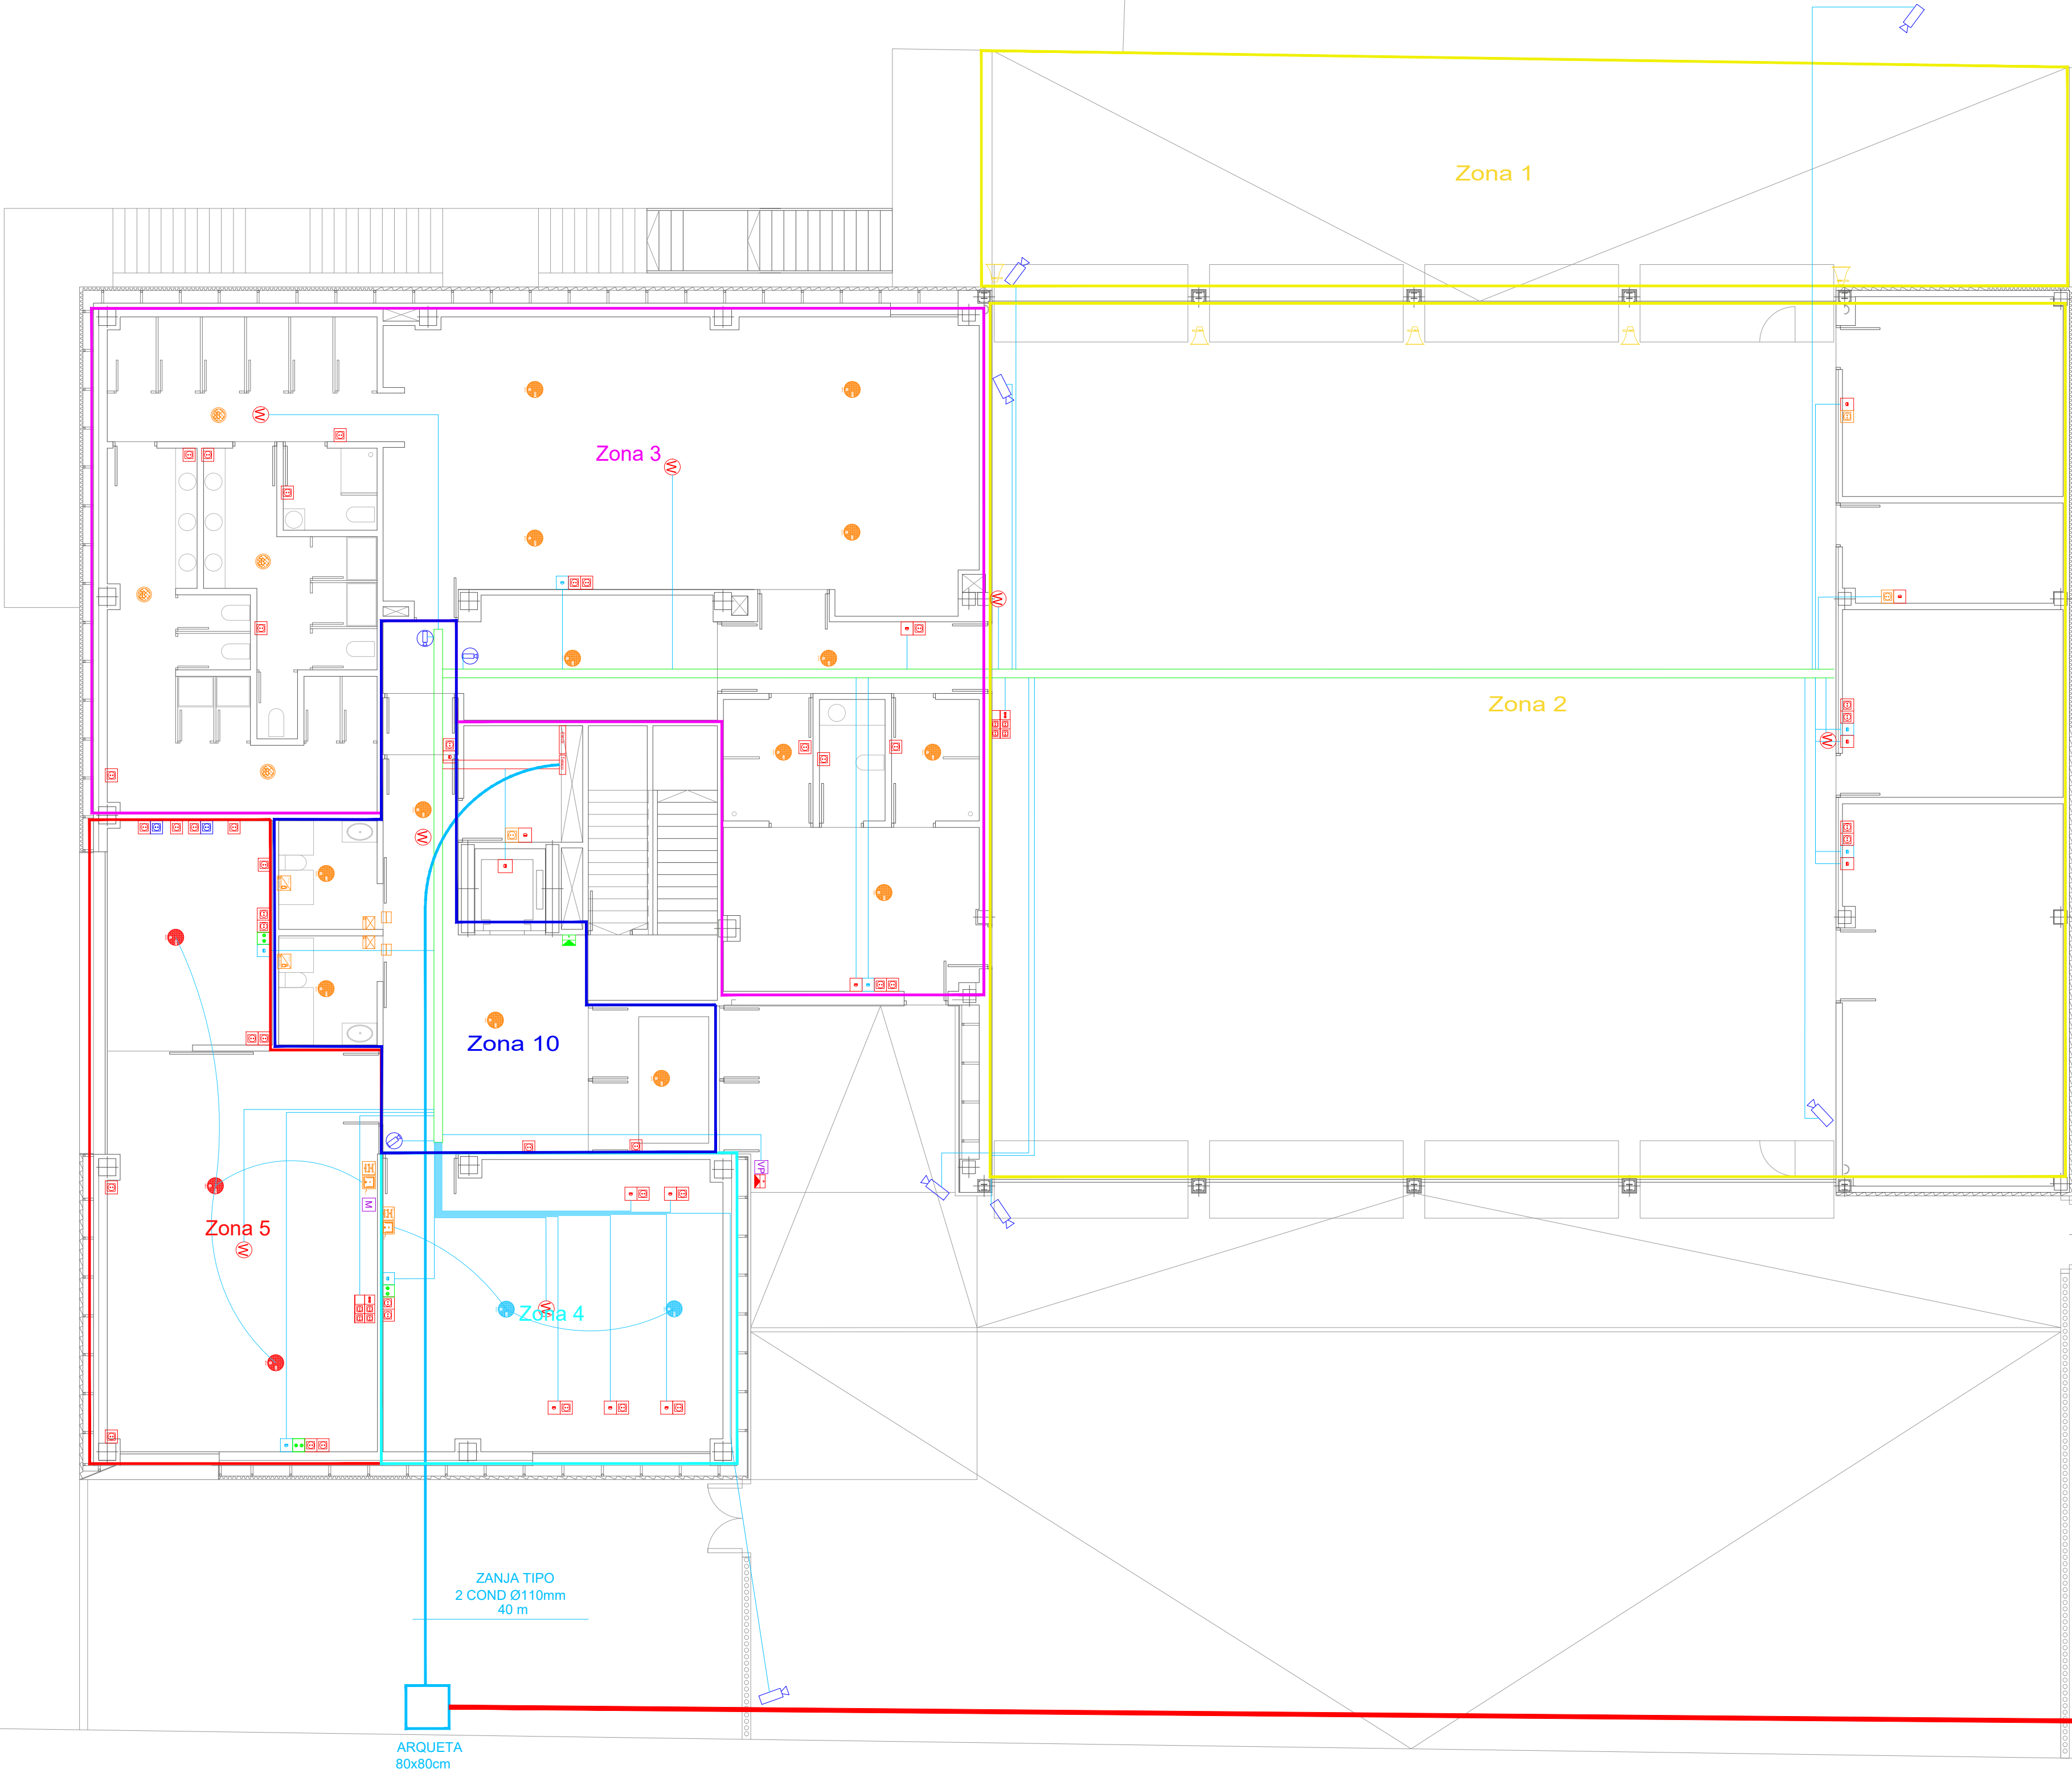 Zona 1
Zona 3
W
W
W
Zona 2
W
W
Zona 10
VP
M
Zona 5
W
Zona 4
W
ZANJA TIPO
2 COND Ø110mm
40 m
ARQUETA
80x80cm